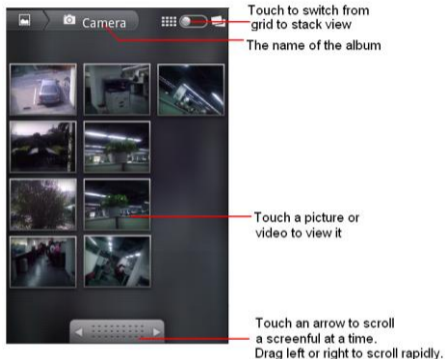 Touch to switch from
grid to stack view
Camera
The name of the album
Touch a picture or
video to view it
Touch an arrow to scroll
a screenful at a time.
Drag left or right to scroll rapidly.